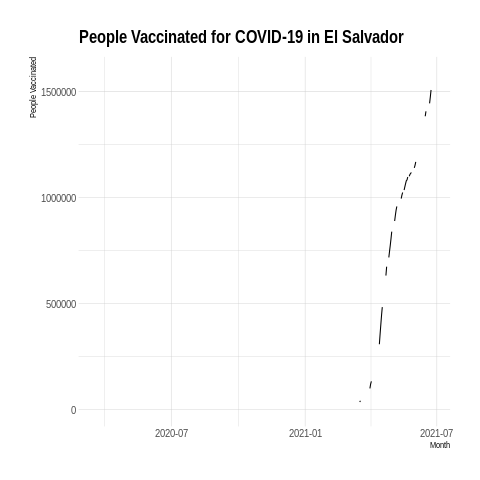 People Vaccinated for COVID-19 in El Salvador
People Vaccinated
1500000
1000000
500000
0
2020-07
2021-01
2021-07
Month